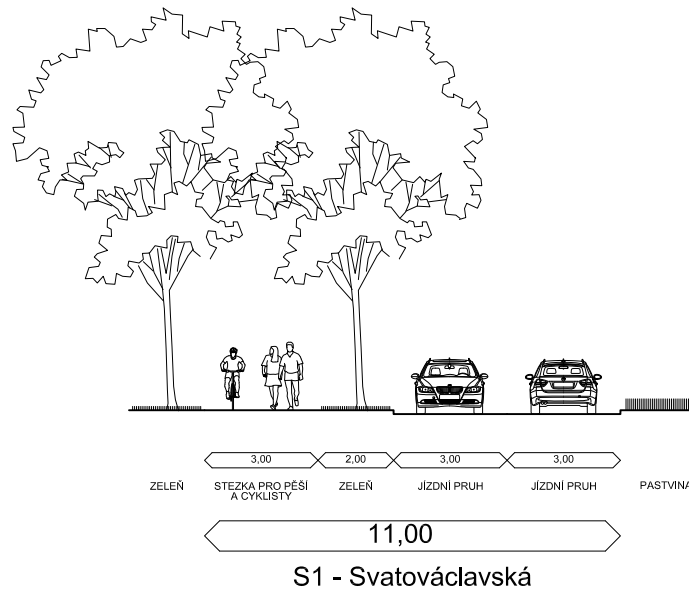 3,00
2,00
3,00
3,00
ZELEŇ
STEZKA PRO PĚŠÍ
A CYKLISTY
ZELEŇ
JÍZDNÍ PRUH
JÍZDNÍ PRUH
PASTVINA
11,00
S1 - Svatováclavská